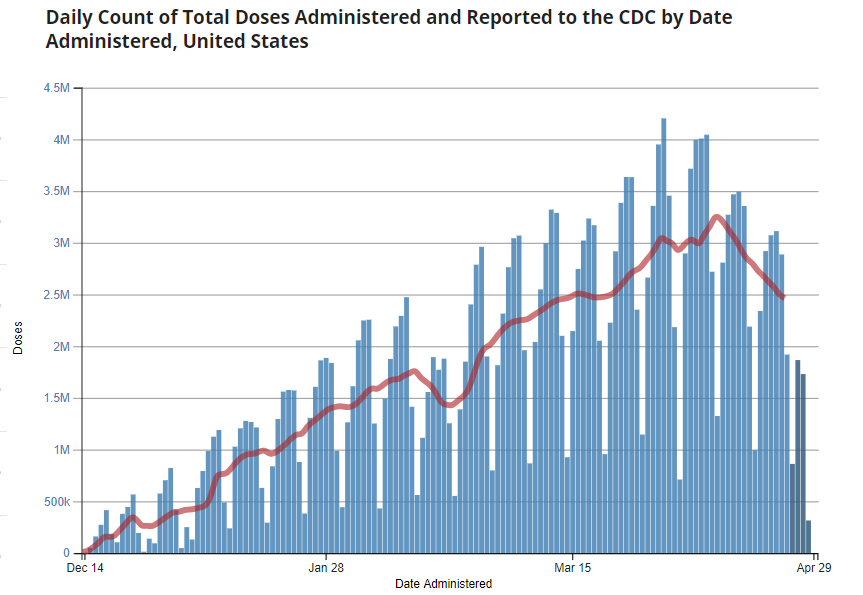 Daily Count of Total Doses Administered and Reported to the CDC by Date
Administered, United States
4.5M
4M
3.5M
3M
2.5M
2M
1.5M
1M
500k
0
Doses
Dec 14
Jan 28
Mar 15
Apr 29
Date Administered